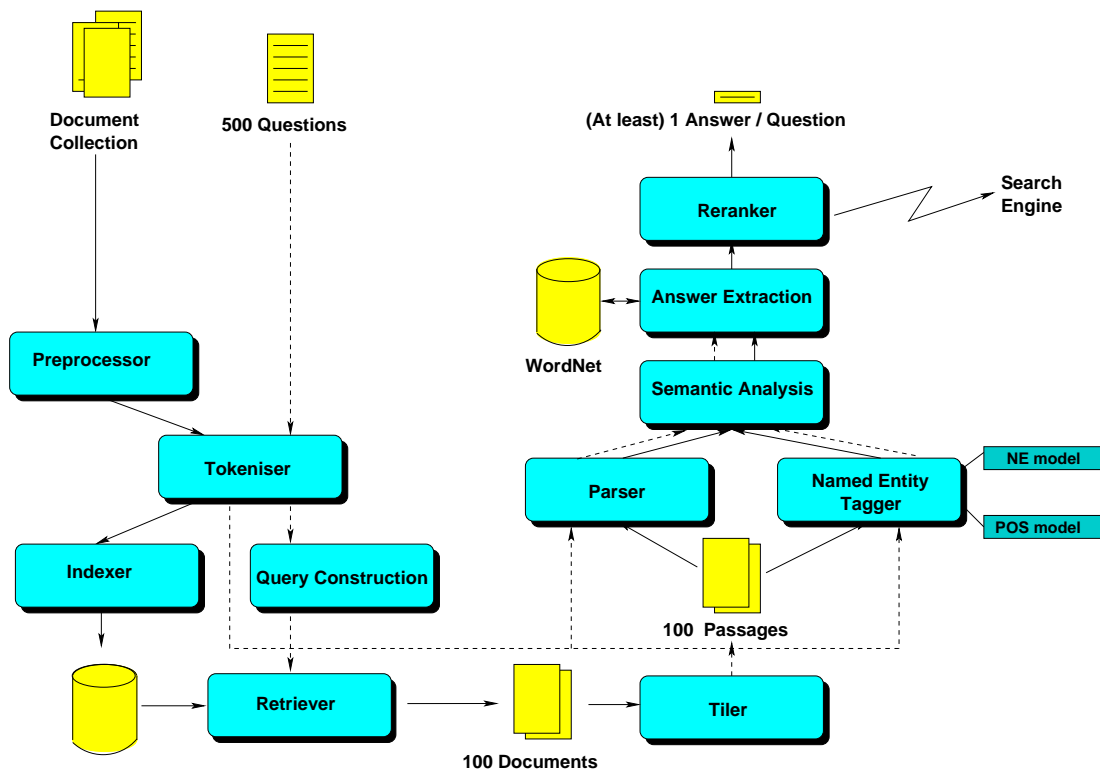 Document
Collection
500 Questions
(At least) 1 Answer / Question
Reranker
Search
Engine
Answer Extraction
WordNet
Preprocessor
Semantic Analysis
Tokeniser
Parser
Named Entity
Tagger
NE model
POS model
Indexer
Query Construction
100 Passages
Retriever
Tiler
100 Documents